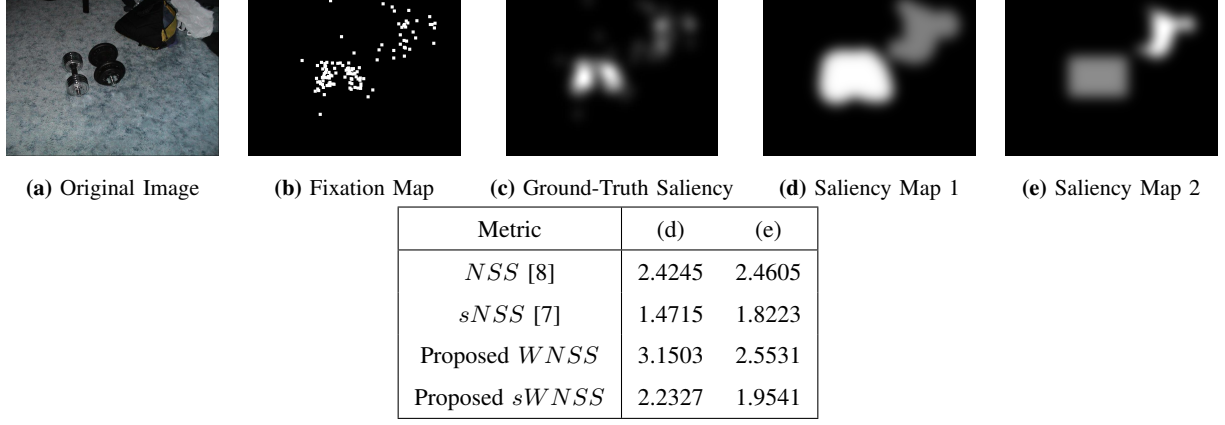 (a) Original Image (b) Fixation Map (c) Ground-Truth Saliency (d) Saliency Map 1 (e) Saliency Map 2
Metric (d) (e)
NSS [8] 2.4245 2.4605
sNSS [7] 1.4715 1.8223
Proposed WNSS 3.1503 2.5531
Proposed sWNSS 2.2327 1.9541